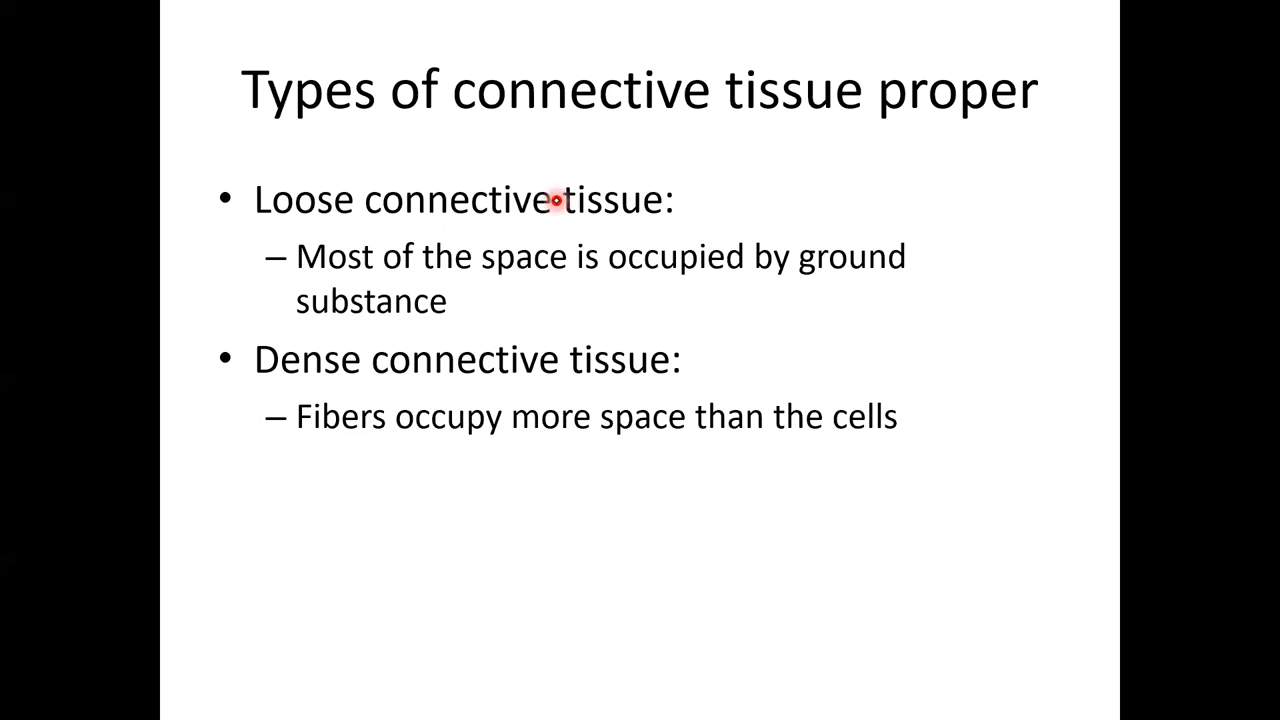 Types of connective tissue proper
• Loose connective tissue:
– Most of the space is occupied by ground
substance
• Dense connective tissue:
– Fibers occupy more space than the cells